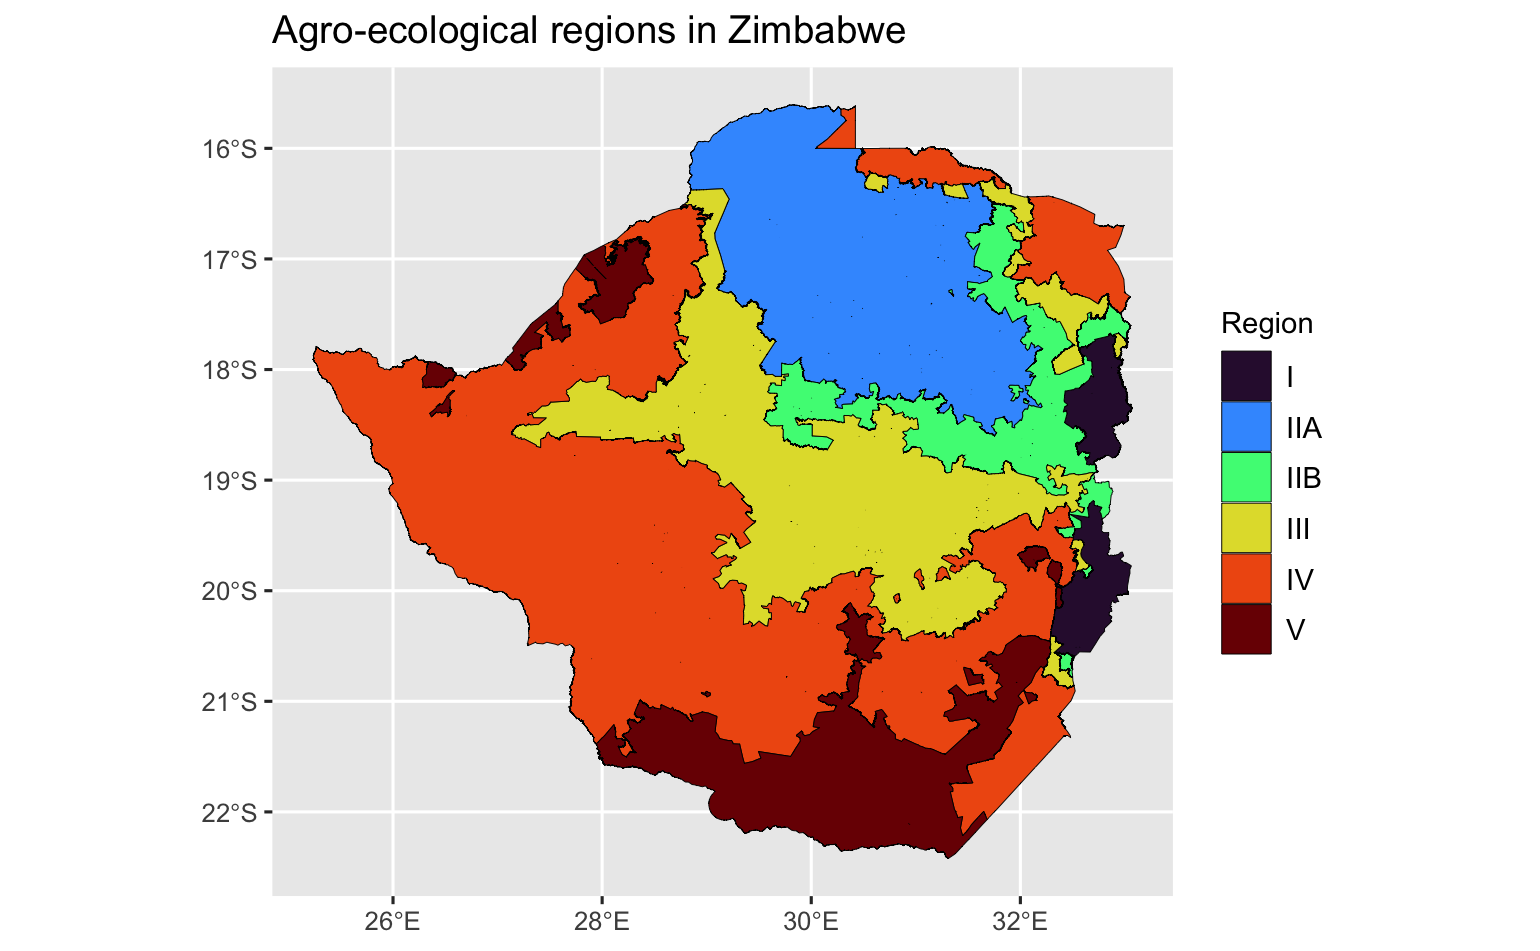 Agro-ecological regions in Zimbabwe
16°S
17°S
18°S
19°S
20°S
21°S
22°S
26°E
28°E
30°E
32°E
Region
I
IIA
IIB
III
IV
V